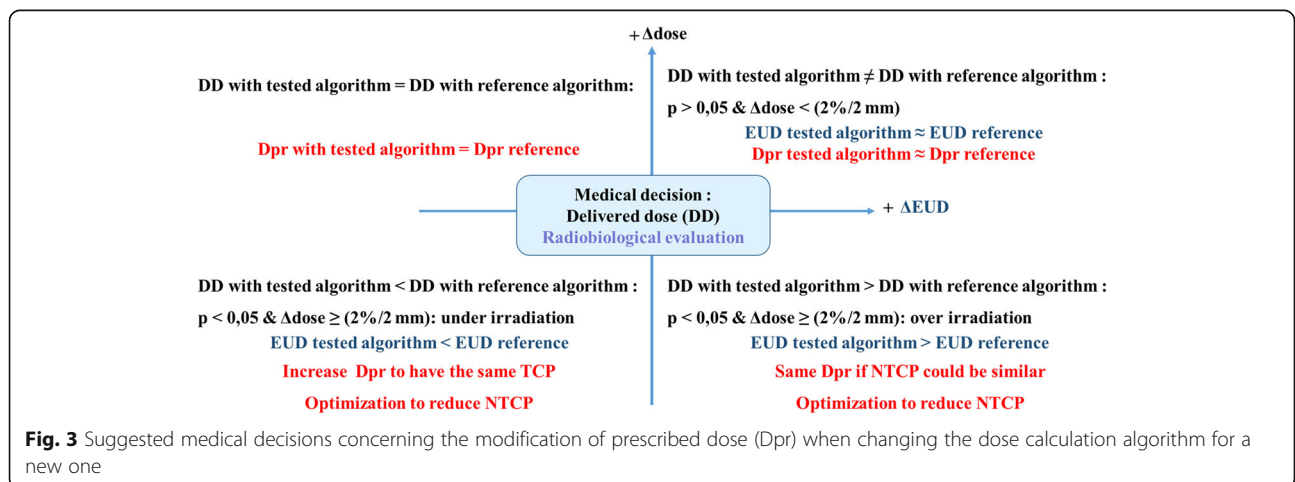 + Δdose
DD with tested algorithm = DD with reference algorithm:
Dpr with tested algorithm = Dpr reference
DD with tested algorithm ≠ DD with reference algorithm :
p > 0,05 & Δdose < (2%/2 mm)
EUD tested algorithm ≈ EUD reference
Dpr tested algorithm ≈ Dpr reference
Medical decision :
Delivered dose (DD)
Radiobiological evaluation
+ ΔEUD
DD with tested algorithm < DD with reference algorithm :
p < 0,05 & Δdose ≥ (2%/2 mm): under irradiation
EUD tested algorithm < EUD reference
Increase Dpr to have the same TCP
Optimization to reduce NTCP
DD with tested algorithm > DD with reference algorithm :
p < 0,05 & Δdose ≥ (2%/2 mm): over irradiation
EUD tested algorithm > EUD reference
Same Dpr if NTCP could be similar
Optimization to reduce NTCP
Fig. 3 Suggested medical decisions concerning the modification of prescribed dose (Dpr) when changing the dose calculation algorithm for a
new one